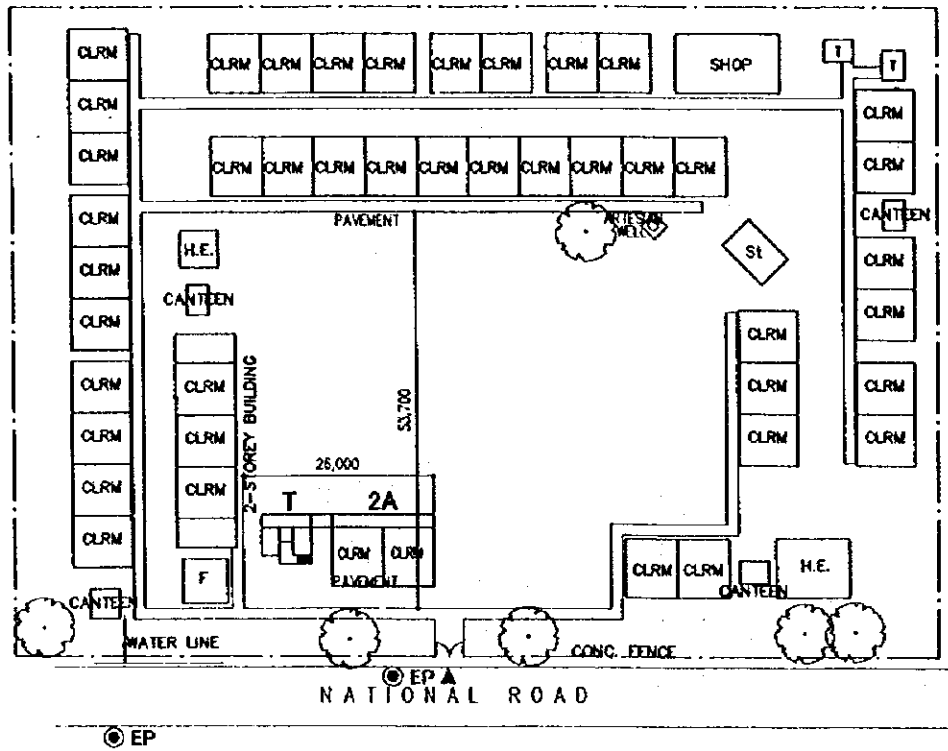 CLRM
T
CLRM CLRM CLRM CLRM CLRM CLRM CLRM CLRM SHOP T
CLRM
CLRM
CLRM
CLRM
CLRM CLRM CLRM CLRM CLRM CLRM CLRM CLRM CLRM CLRM
CLRM
CLRM
PAVEMENT
ARTESIAN
WELL
CANTEEN
H.E.
St
CLRM
CLRM
CANTEEN
CLRM
CLRM
CLRM
CLRM
CLRM
CLRM
CLRM
CLRM
2-STOREY BUILDING
53,700
CLRM
CLRM
CLRM
CLRM
26,000
CLRM
CLRM
T 2A
CLRM
CLRM CLRM
CLRM CLRM
H.E.
F
PAVEMENT
CANTEEN
CANTEEN
WATER LINE
CONC. FENCE
EP
NATIONAL ROAD
EP